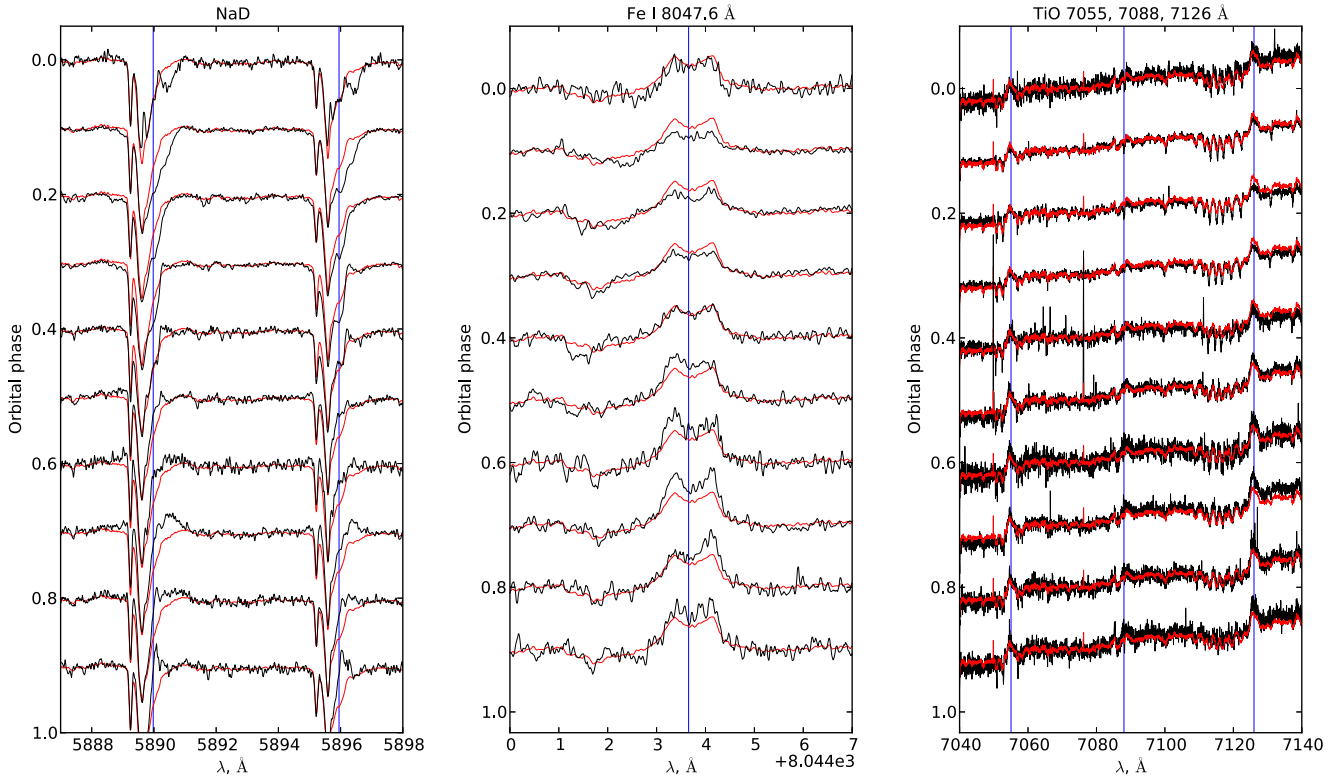 NaD
Fe I 8047.6 Å
TiO 7055, 7088, 7126 Å
Orbital phase
0.0
0.2
0.4
0.6
0.8
1.0
5888 5890 5892 5894 5896 5898
λ, Å
Orbital phase
0.0
0.2
0.4
0.6
0.8
1.0
0 1 2 3 4 5 6 7
+8.044e3
λ, Å
Orbital phase
0.0
0.2
0.4
0.6
0.8
1.0
7040 7060 7080 7100 7120 7140
λ, Å